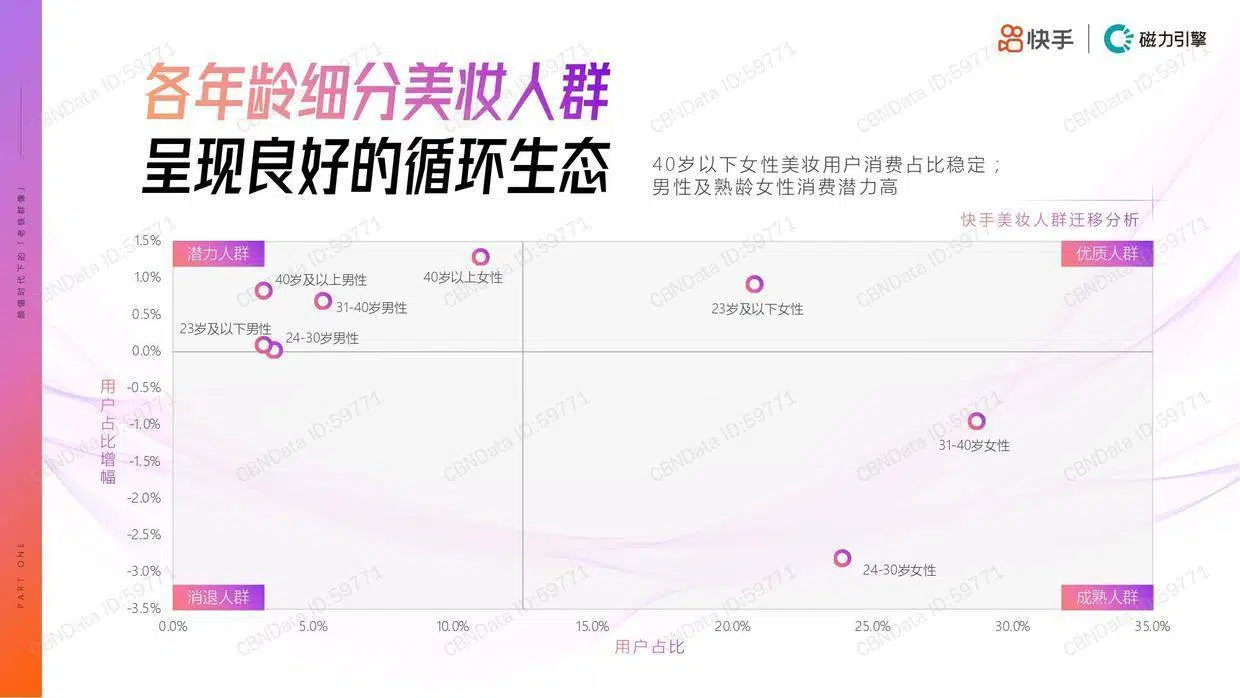 快手 | 磁力引擎
各年龄细分美妆人群
呈现良好的循环生态
40岁以下女性美妆用户消费占比稳定；
男性及熟龄女性消费潜力高
快手美妆人群迁移分析
潜力人群
优质人群
消退人群
成熟人群
1.5%
1.0%
0.5%
0.0%
-0.5%
-1.0%
-1.5%
-2.0%
-2.5%
-3.0%
-3.5%
用户占比增幅
40岁及以上男性
40岁以上女性
31-40岁男性
23岁及以下女性
23岁及以下男性
24-30岁男性
31-40岁女性
24-30岁女性
0.0%
5.0%
10.0%
15.0%
20.0%
25.0%
30.0%
35.0%
用户占比
PART ONE
CBNData ID:59771